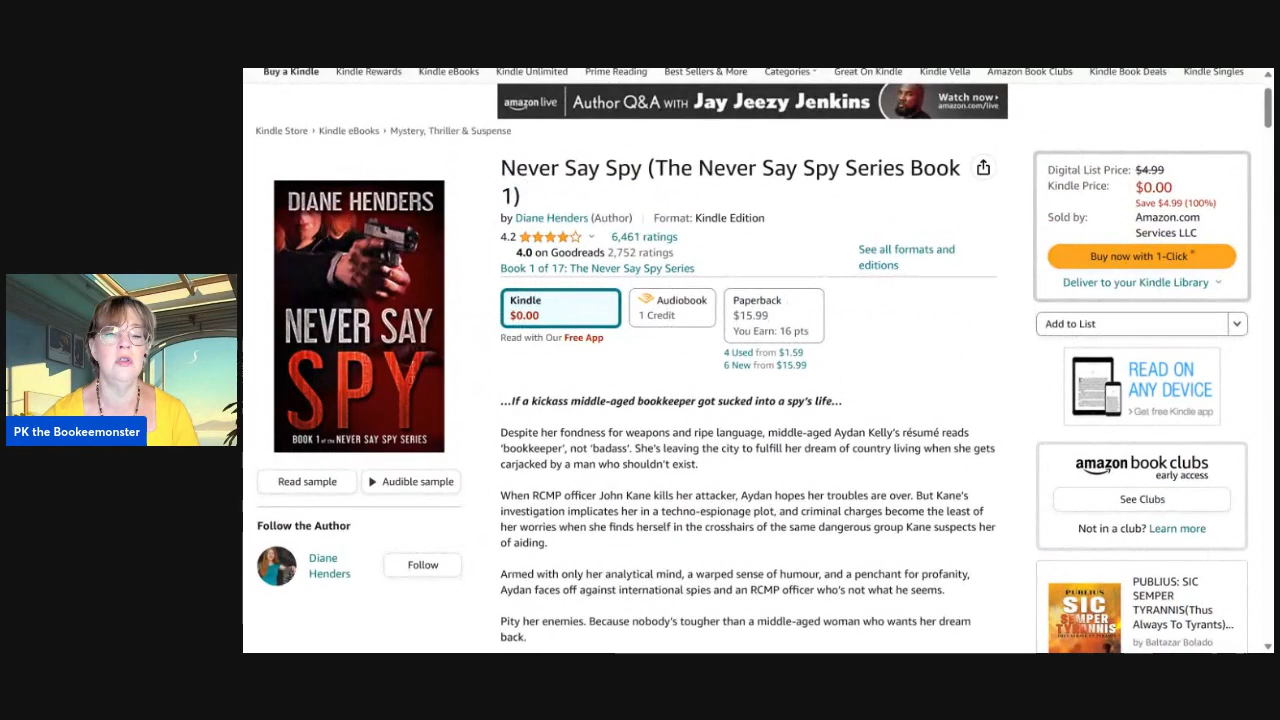 Buy a Kindle Kindle Rewards Kindle eBooks Kindle Unlimited Prime Reading Best Sellers & More Categories Great On Kindle Kindle Vella Amazon Book Clubs Kindle Book Deals Kindle Singles
amazon live Author Q&A WITH Jay Jeezy Jenkins Watch now
amazon.com/live
Kindle Store › Kindle eBooks › Mystery, Thriller & Suspense
Never Say Spy (The Never Say Spy Series Book
1)
by Diane Henders (Author) Format: Kindle Edition
4.2 6,461 ratings
4.0 on Goodreads 2,752 ratings
Book 1 of 17: The Never Say Spy Series
See all formats and
editions
Kindle
$0.00
Audiobook
1 Credit
Paperback
$15.99
You Earn: 16 pts
Read with Our Free App
4 Used from $1.59
6 New from $15.99
...If a kickass middle-aged bookkeeper got sucked into a spy's life...
Despite her fondness for weapons and ripe language, middle-aged Aydan Kelly's résumé reads
'bookkeeper', not 'badass'. She's leaving the city to fulfill her dream of country living when she gets
carjacked by a man who shouldn't exist.
When RCMP officer John Kane kills her attacker, Aydan hopes her troubles are over. But Kane's
investigation implicates her in a techno-espionage plot, and criminal charges become the least of
her worries when she finds herself in the crosshairs of the same dangerous group Kane suspects her
of aiding.
Armed with only her analytical mind, a warped sense of humour, and a penchant for profanity,
Aydan faces off against international spies and an RCMP officer who's not what he seems.
Pity her enemies. Because nobody's tougher than a middle-aged woman who wants her dream
back.
DIANE HENDERS
NEVER SAY
SPY
BOOK 1 of the NEVER SAY SPY SERIES
Read sample
Audible sample
Follow the Author
Diane
Henders
Follow
Digital List Price: $4.99
Kindle Price: $0.00
Save $4.99 (100%)
Sold by: Amazon.com
Services LLC
Buy now with 1-Click ®
Deliver to your Kindle Library
Add to List
READ ON
ANY DEVICE
> Get free Kindle app
amazon book clubs
early access
See Clubs
Not in a club? Learn more
PUBLIUS
SIC
SEMPER
TYRANNIS
PUBLIUS: SIC
SEMPER
TYRANNIS(Thus
Always To Tyrants)...
by Baltazar Bolado
PK the Bookeemonster